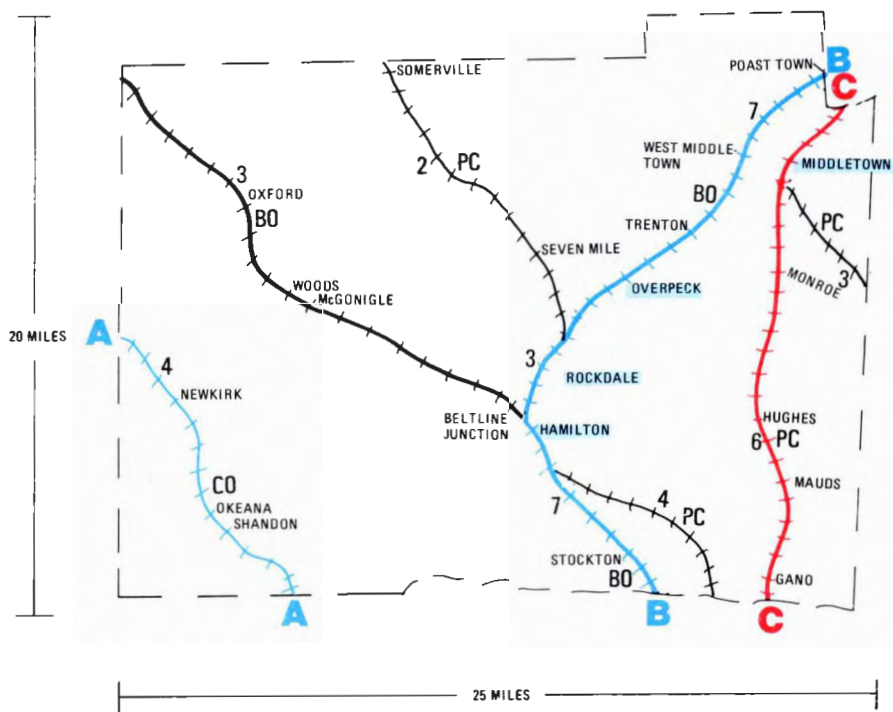 SOMERVILLE
POAST TOWN
B
C
7
WEST MIDDLE-
TOWN
2 PC
MIDDLETOWN
3
OXFORD
BO
BO
TRENTON
PC
SEVEN MILE
3
MONROE
WOODS
McGONIGLE
OVERPECK
20 MILES
A
4
NEWKIRK
3
ROCKDALE
BELTLINE
JUNCTION
HAMILTON
HUGHES
6 PC
CO
OKEANA
SHANDON
4
PC
7
MAUDS
STOCKTON
BO
GANO
A
B
C
25 MILES